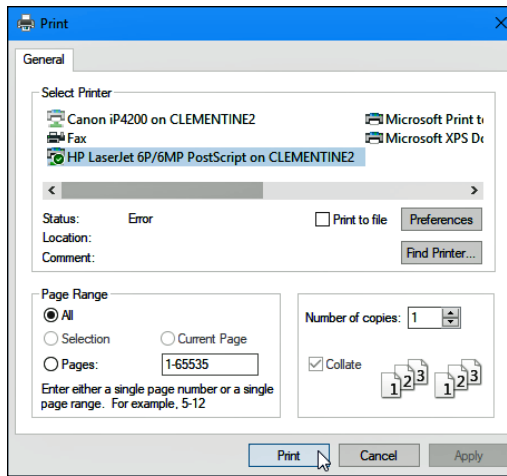 Print
General
Select Printer
Canon iP4200 on CLEMENTINE2
Microsoft Print t
Fax
Microsoft XPS D
HP LaserJet 6P/6MP PostScript on CLEMENTINE2
Status: Error
Print to file
Preferences
Location:
Comment:
Find Printer...
Page Range
All
Selection
Current Page
Pages:
1-65535
Enter either a single page number or a single
page range. For example, 5-12
Number of copies: 1
Collate
1 2 3 1 2 3
Print
Cancel
Apply